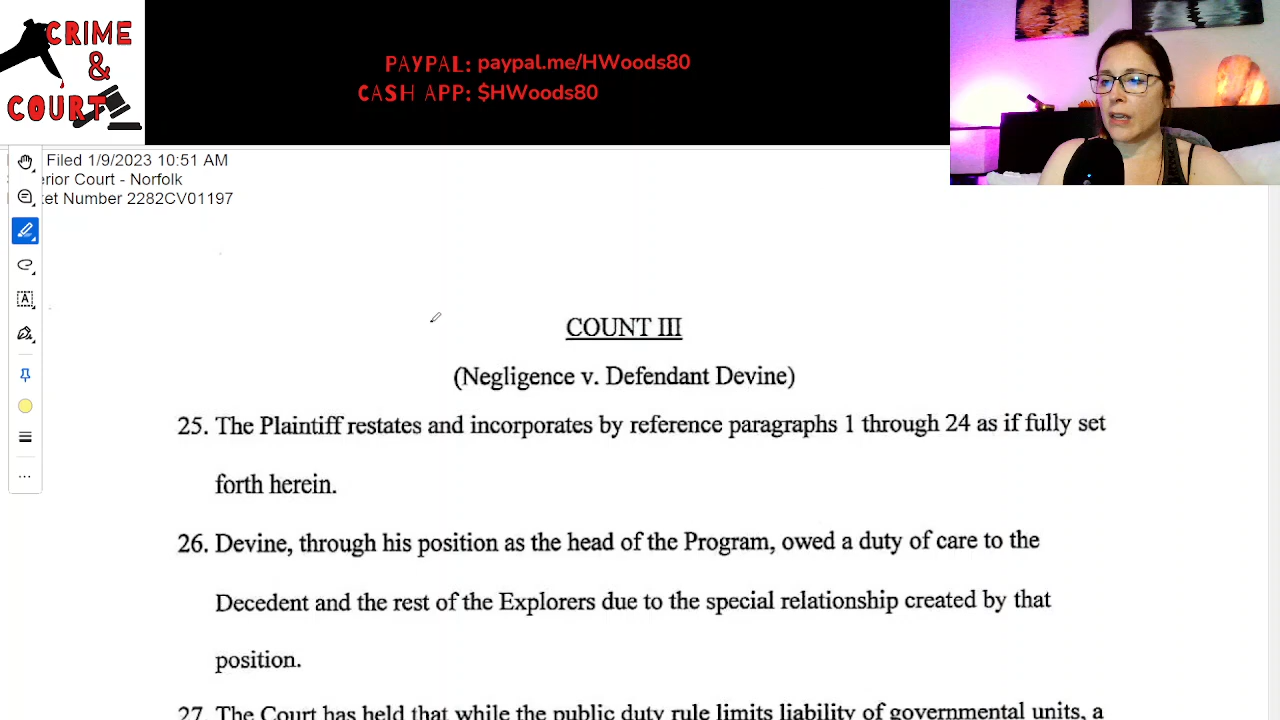 CRIME
&
COURT
PAYPAL: paypal.me/HWoods80
CASH APP: $HWoods80
Filed 1/9/2023 10:51 AM
erior Court - Norfolk
et Number 2282CV01197
COUNT III
(Negligence v. Defendant Devine)
25. The Plaintiff restates and incorporates by reference paragraphs 1 through 24 as if fully set
forth herein.
26. Devine, through his position as the head of the Program, owed a duty of care to the
Decedent and the rest of the Explorers due to the special relationship created by that
position.
27. The Court has held that while the public duty rule limits liability of governmental units, a